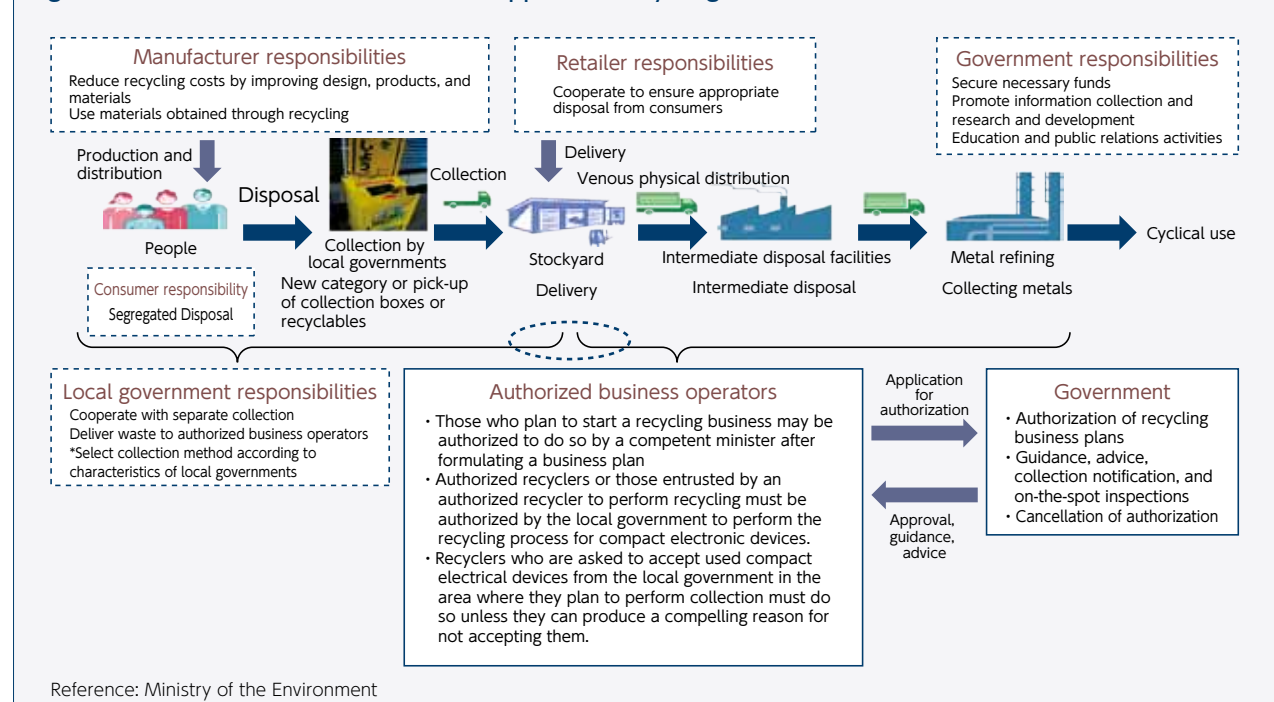 Manufacturer responsibilities
Reduce recycling costs by improving design, products, and
materials
Use materials obtained through recycling
Retailer responsibilities
Cooperate to ensure appropriate
disposal from consumers
Government responsibilities
Secure necessary funds
Promote information collection and
research and development
Education and public relations activities
Production and
distribution
Disposal
Collection
Delivery
Venous physical distribution
People
Collection by
local governments
New category or pick-up
of collection boxes or
recyclables
Stockyard
Delivery
Intermediate disposal facilities
Intermediate disposal
Metal refining
Collecting metals
Cyclical use
Consumer responsibility
Segregated Disposal
Local government responsibilities
Cooperate with separate collection
Deliver waste to authorized business operators
*Select collection method according to
characteristics of local governments
Authorized business operators
・Those who plan to start a recycling business may be
authorized to do so by a competent minister after
formulating a business plan
・Authorized recyclers or those entrusted by an
authorized recycler to perform recycling must be
authorized by the local government to perform the
recycling process for compact electronic devices.
・Recyclers who are asked to accept used compact
electrical devices from the local government in the
area where they plan to perform collection must do
so unless they can produce a compelling reason for
not accepting them.
Application
for
authorization
Approval,
guidance,
advice
Government
・Authorization of recycling
business plans
・Guidance, advice,
collection notification, and
on-the-spot inspections
・Cancellation of authorization
Reference: Ministry of the Environment